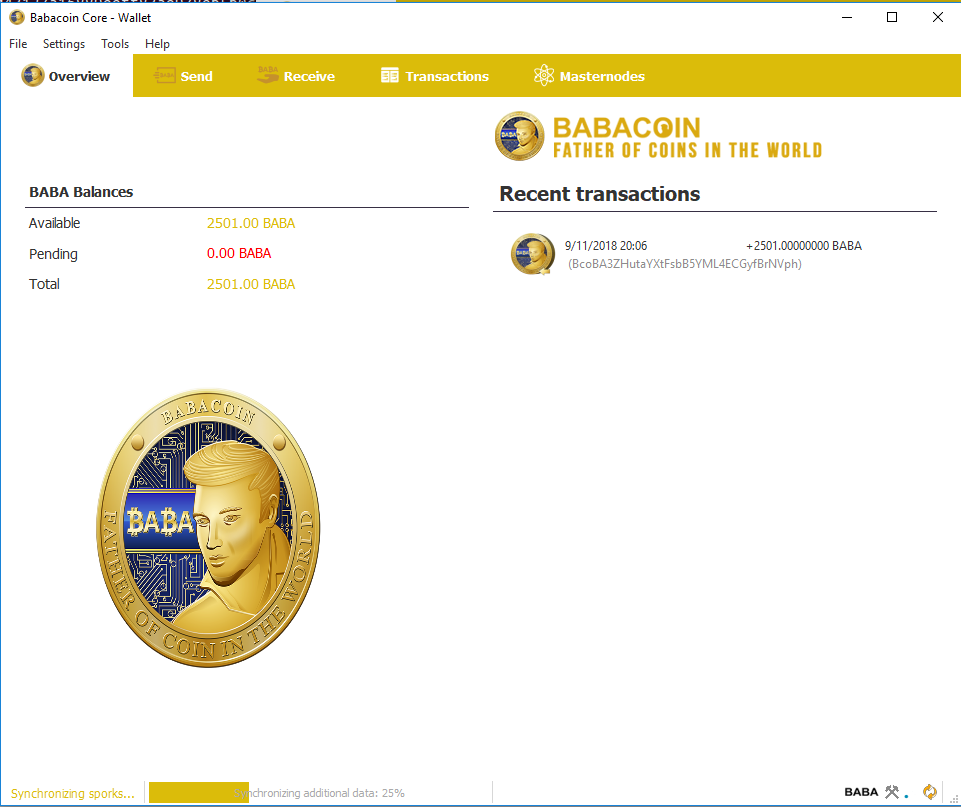 Babacoin Core - Wallet
File Settings Tools Help
Overview Send Receive Transactions Masternodes
BABACOIN
FATHER OF COINS IN THE WORLD
BABA Balances
Available 2501.00 BABA
Pending 0.00 BABA
Total 2501.00 BABA
Recent transactions
9/11/2018 20:06 +2501.00000000 BABA
(BcoBA3ZHutaYXtFsbB5YML4ECGyfBrNVph)
BABACOIN
BABA
FATHER OF COIN IN THE WORLD
Synchronizing sporks... Synchronizing additional data: 25% BABA